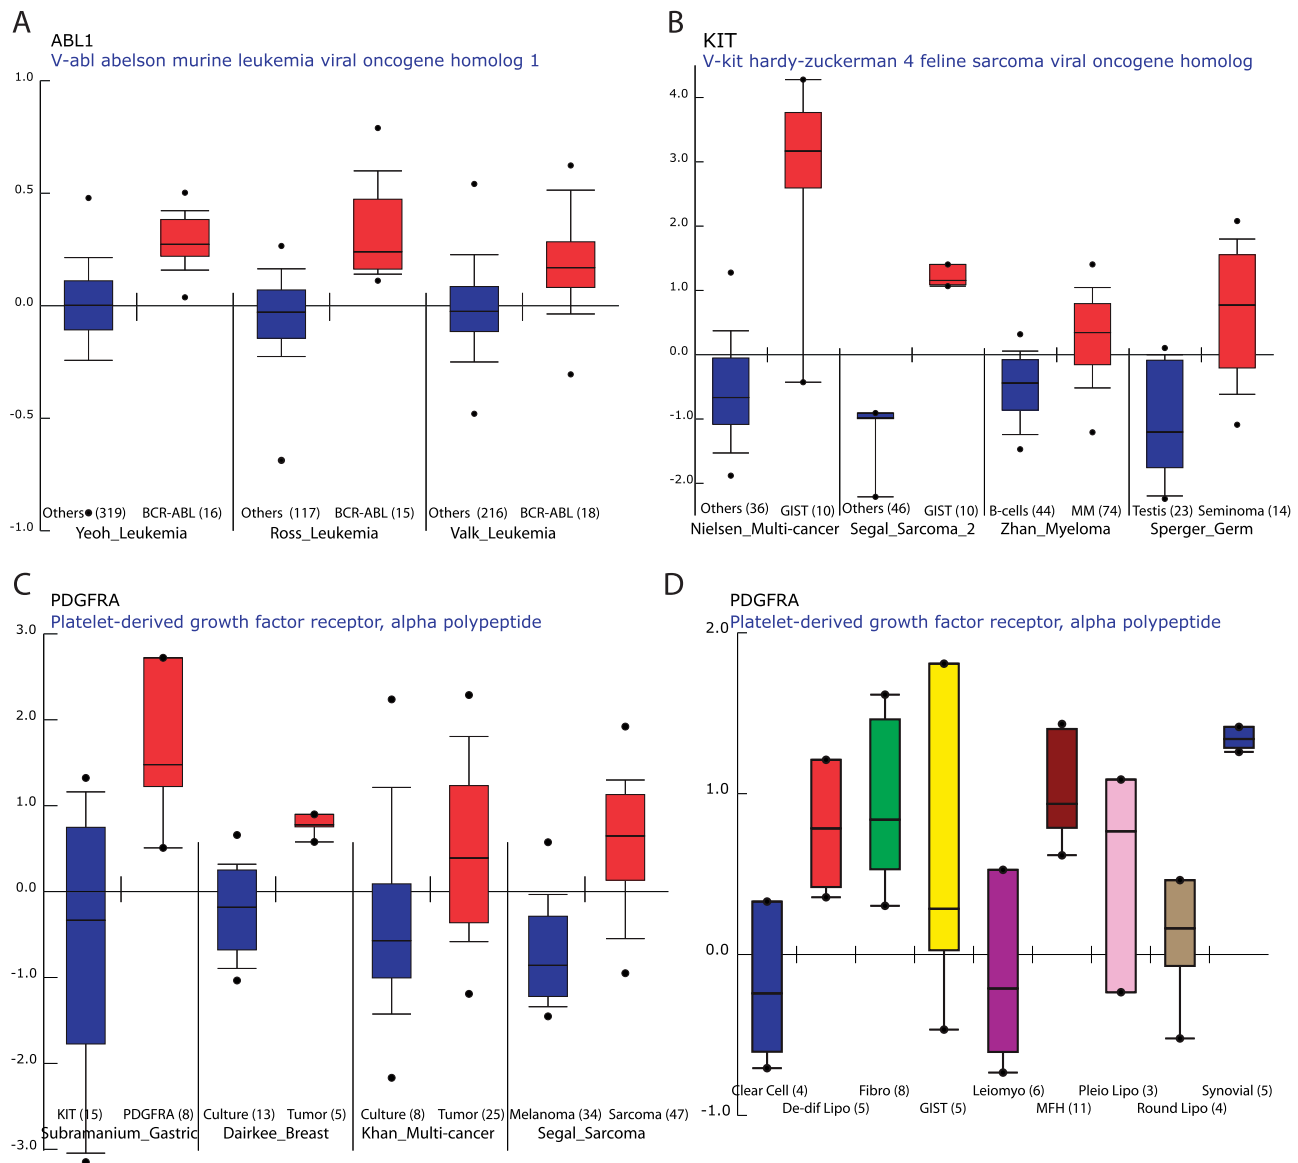 A
ABL1
V-abl abelson murine leukemia viral oncogene homolog 1
1.0
0.5
0.0
-0.5
-1.0
Others (319) BCR-ABL (16) Others (117) BCR-ABL (15) Others (216) BCR-ABL (18)
Yeoh_Leukemia Ross_Leukemia Valk_Leukemia
B
KIT
V-kit hardy-zuckerman 4 feline sarcoma viral oncogene homolog
4.0
3.0
2.0
1.0
0.0
-1.0
-2.0
Others (36) GIST (10) Others (46) GIST (10) B-cells (44) MM (74) Testis (23) Seminoma (14)
Nielsen_Multi-cancer Segal_Sarcoma_2 Zhan_Myeloma Sperger_Germ
C
PDGFRA
Platelet-derived growth factor receptor, alpha polypeptide
3.0
2.0
1.0
0.0
-1.0
-2.0
-3.0
KIT (15) PDGFRA (8) Culture (13) Tumor (5) Culture (8) Tumor (25) Melanoma (34) Sarcoma (47)
Subramanium_Gastric Dairkee_Breast Khan_Multi-cancer Segal_Sarcoma
D
PDGFRA
Platelet-derived growth factor receptor, alpha polypeptide
2.0
1.0
0.0
-1.0
Clear Cell (4) Fibro (8) Leiomyo (6) Pleio Lipo (3) Synovial (5)
De-dif Lipo (5) GIST (5) MFH (11) Round Lipo (4)